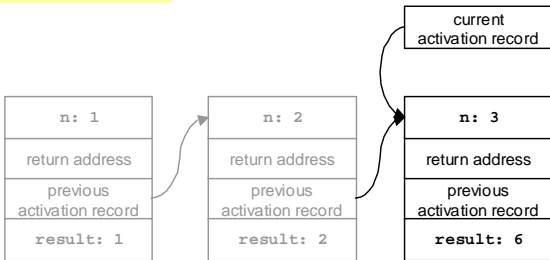 current
activation record
n: 1
return address
previous
activation record
result: 1
n: 2
return address
previous
activation record
result: 2
n: 3
return address
previous
activation record
result: 6